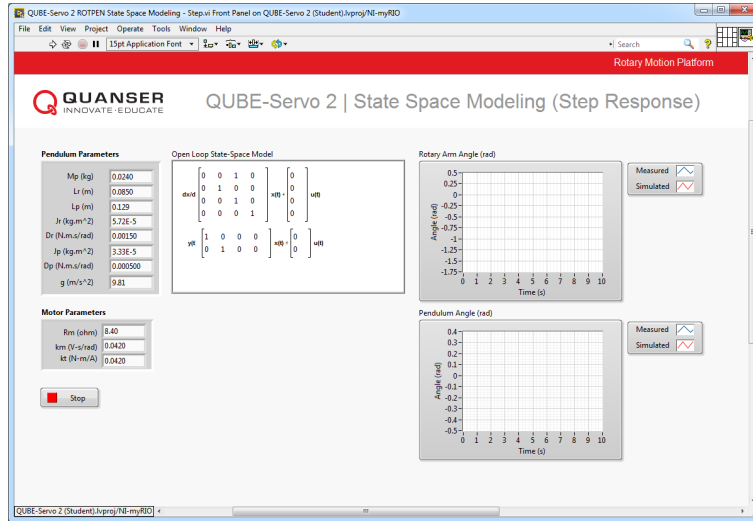 QUBE-Servo 2 ROTPEN State Space Modeling - Step.vi Front Panel on QUBE-Servo 2 (Student).lvproj/NI-myRIO
File Edit View Project Operate Tools Window Help
15pt Application Font
Search
Rotary Motion Platform
QUANSER
INNOVATE·EDUCATE
QUBE-Servo 2 | State Space Modeling (Step Response)
Pendulum Parameters
Mp (kg) 0.0240
Lr (m) 0.0850
Lp (m) 0.129
Jr (kg.m^2) 5.72E-5
Dr (N.m.s/rad) 0.00150
Jp (kg.m^2) 3.33E-5
Dp (N.m.s/rad) 0.000500
g (m/s^2) 9.81
Motor Parameters
Rm (ohm) 8.40
km (V-s/rad) 0.0420
kt (N-m/A) 0.0420
Stop
Open Loop State-Space Model
0 0 1 0 0
0 1 0 0 0
dx/d x(t) + u(t)
0 0 1 0 0
0 0 0 1 0
1 0 0 0 0
y(t x(t) + u(t)
0 1 0 0 0
Rotary Arm Angle (rad)
Measured
Simulated
Angle (rad)
0.5
0.25
0
-0.25
-0.5
-0.75
-1
-1.25
-1.5
-1.75
0 1 2 3 4 5 6 7 8 9 10
Time (s)
Pendulum Angle (rad)
Measured
Simulated
Angle (rad)
0.4
0.3
0.2
0.1
0
-0.1
-0.2
-0.3
-0.4
-0.5
0 1 2 3 4 5 6 7 8 9 10
Time (s)
QUBE-Servo 2 (Student).lvproj/NI-myRIO